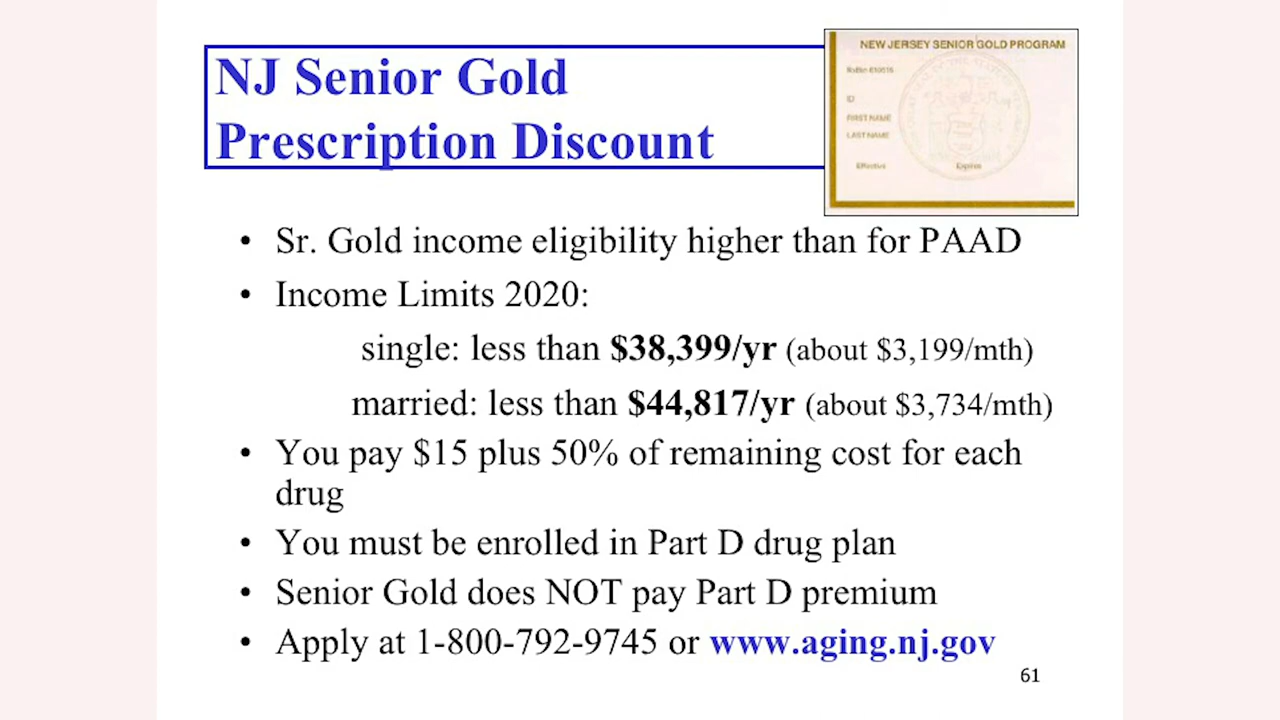 NJ Senior Gold
Prescription Discount
NEW JERSEY SENIOR GOLD PROGRAM
ID
FIRST NAME
LAST NAME
Effective
Expires
• Sr. Gold income eligibility higher than for PAAD
• Income Limits 2020:
single: less than $38,399/yr (about $3,199/mth)
married: less than $44,817/yr (about $3,734/mth)
• You pay $15 plus 50% of remaining cost for each
drug
• You must be enrolled in Part D drug plan
• Senior Gold does NOT pay Part D premium
• Apply at 1-800-792-9745 or www.aging.nj.gov
61